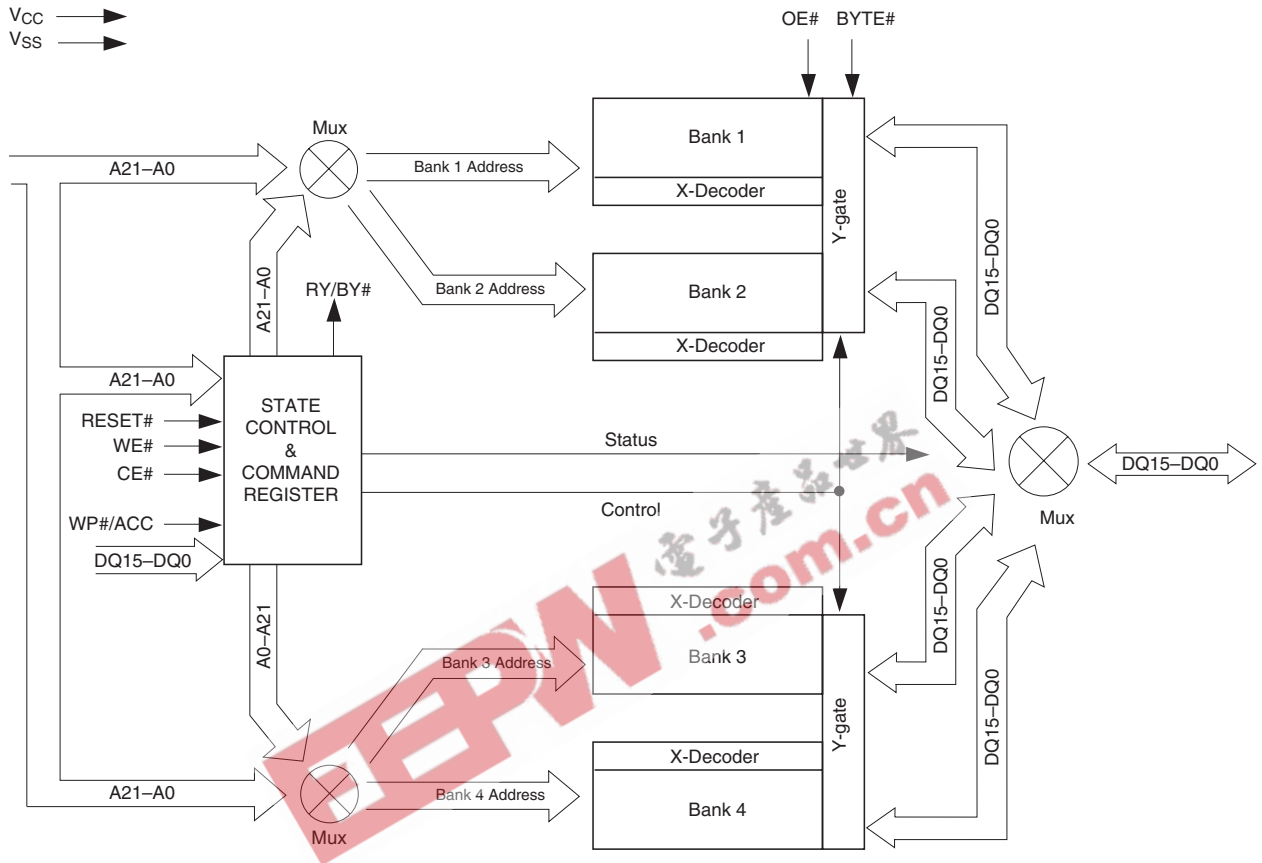 VCC
VSS
OE# BYTE#
Mux
A21–A0
Bank 1 Address
Bank 1
X-Decoder
Y-gate
DQ15–DQ0
A21–A0
RY/BY#
Bank 2 Address
Bank 2
X-Decoder
DQ15–DQ0
A21–A0
RESET#
WE#
CE#
WP#/ACC
DQ15–DQ0
STATE
CONTROL
&
COMMAND
REGISTER
Status
Control
Mux
DQ15–DQ0
電子產品世界
EEPW.com.cn
A0–A21
X-Decoder
Bank 3 Address
Bank 3
Y-gate
DQ15–DQ0
DQ15–DQ0
X-Decoder
A21–A0
Mux
Bank 4 Address
Bank 4